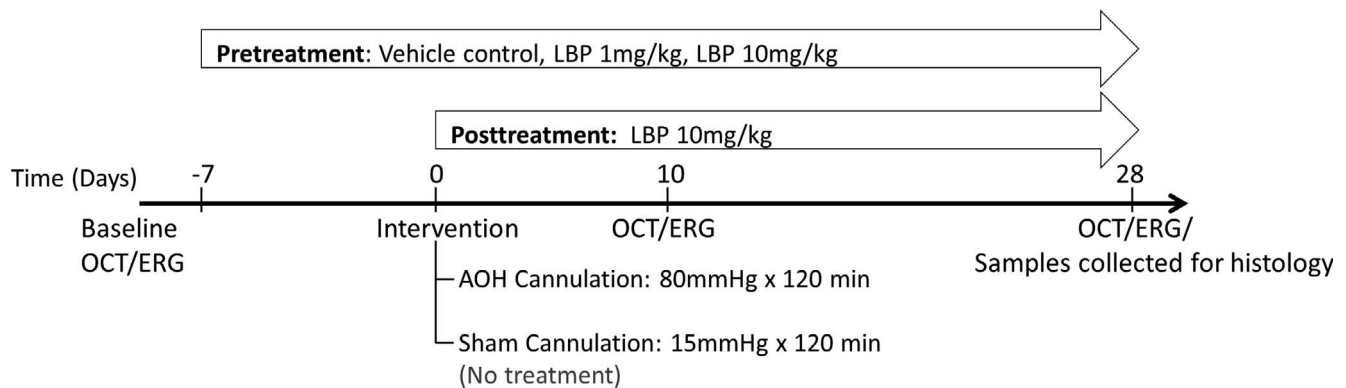 Pretreatment: Vehicle control, LBP 1mg/kg, LBP 10mg/kg
Posttreatment: LBP 10mg/kg
Time (Days) -7 0 10 28
Baseline Intervention OCT/ERG OCT/ERG/
OCT/ERG Samples collected for histology
AOH Cannulation: 80mmHg x 120 min
Sham Cannulation: 15mmHg x 120 min
(No treatment)